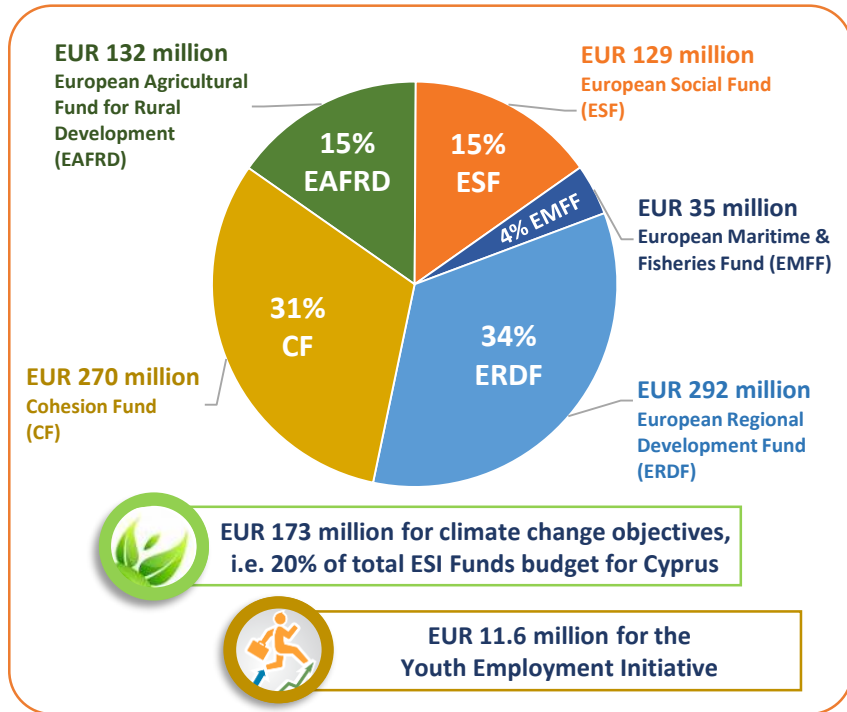 EUR 132 million
European Agricultural
Fund for Rural
Development
(EAFRD)
EUR 129 million
European Social Fund
(ESF)
15%
EAFRD
15%
ESF
4% EMFF
EUR 35 million
European Maritime &
Fisheries Fund (EMFF)
31%
CF
34%
ERDF
EUR 270 million
Cohesion Fund
(CF)
EUR 292 million
European Regional
Development Fund
(ERDF)
EUR 173 million for climate change objectives,
i.e. 20% of total ESI Funds budget for Cyprus
EUR 11.6 million for the
Youth Employment Initiative